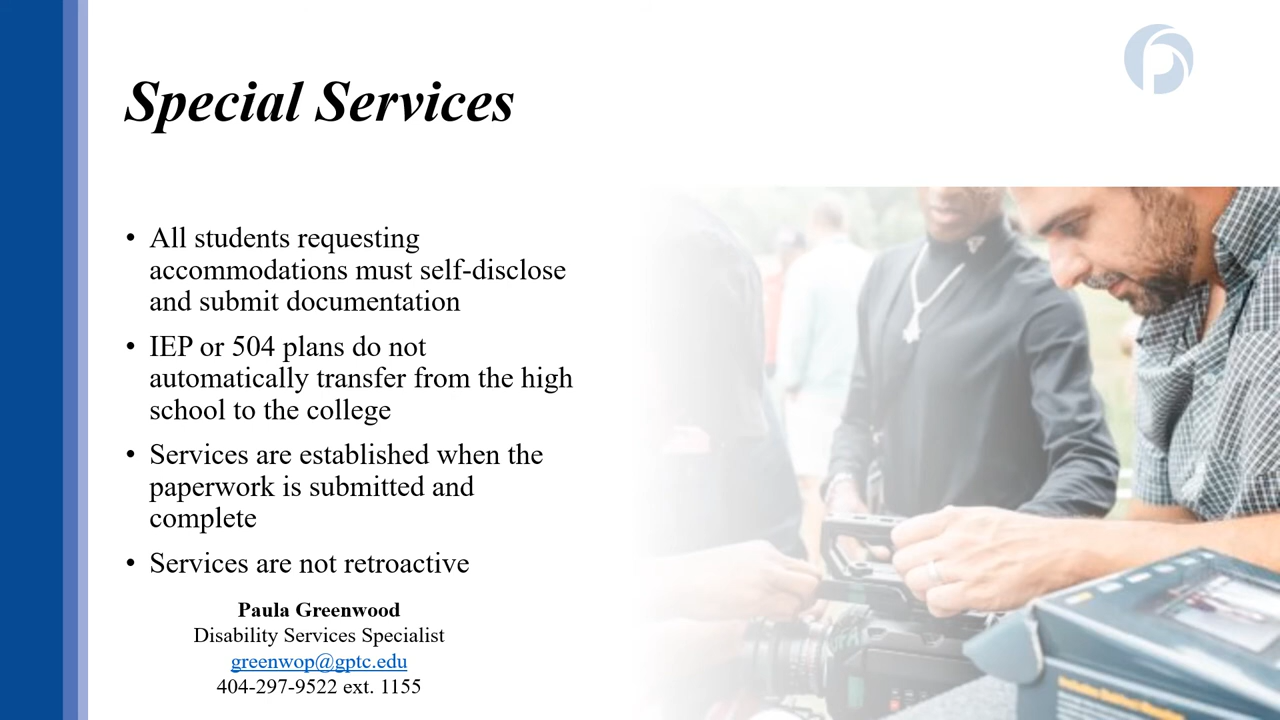 Special Services
• All students requesting
accommodations must self-disclose
and submit documentation
• IEP or 504 plans do not
automatically transfer from the high
school to the college
• Services are established when the
paperwork is submitted and
complete
• Services are not retroactive
Paula Greenwood
Disability Services Specialist
greenwop@gptc.edu
404-297-9522 ext. 1155